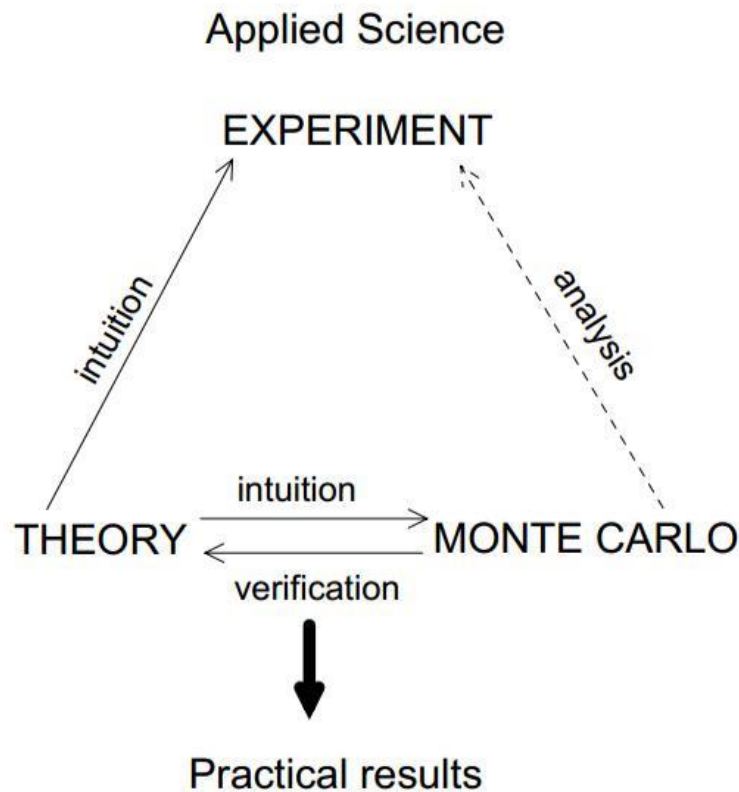 Applied Science
EXPERIMENT
intuition
analysis
intuition
THEORY
MONTE CARLO
verification
Practical results